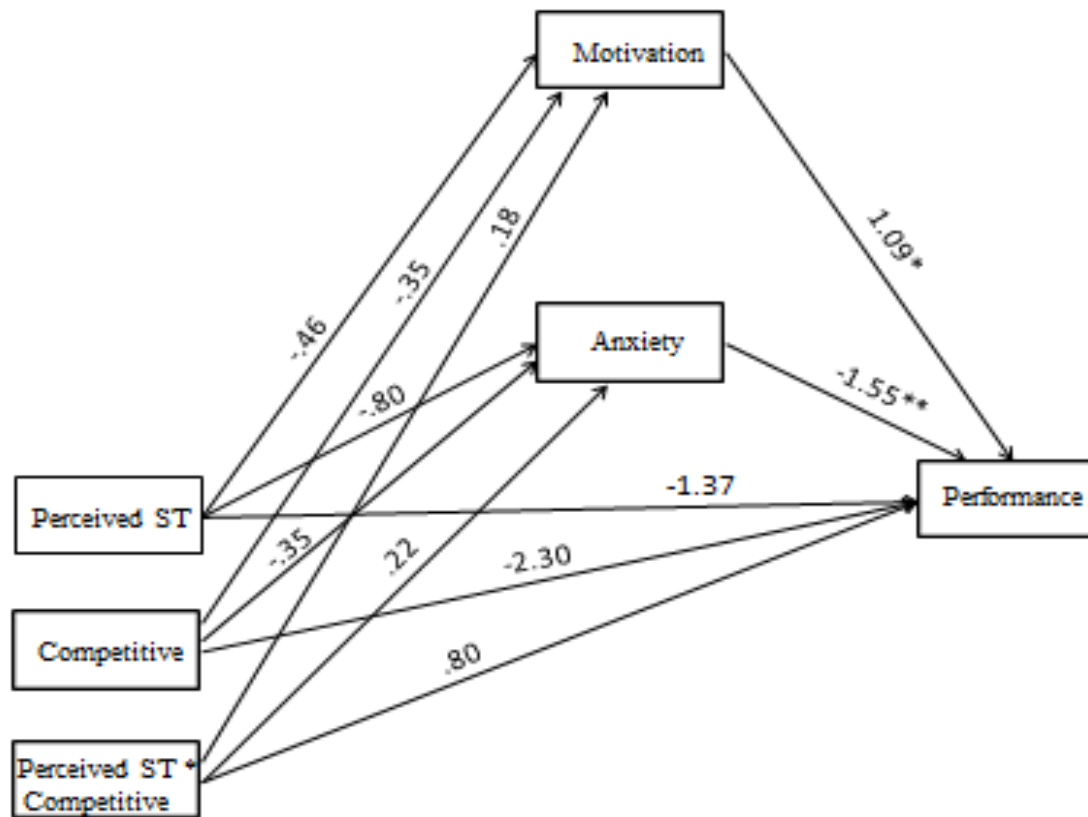 Motivation
1.09*
.18
-.35
-.46
Anxiety
-1.55**
-.80
Perceived ST
-1.37
Performance
-.35
.22
-2.30
Competitive
.80
Perceived ST *
Competitive